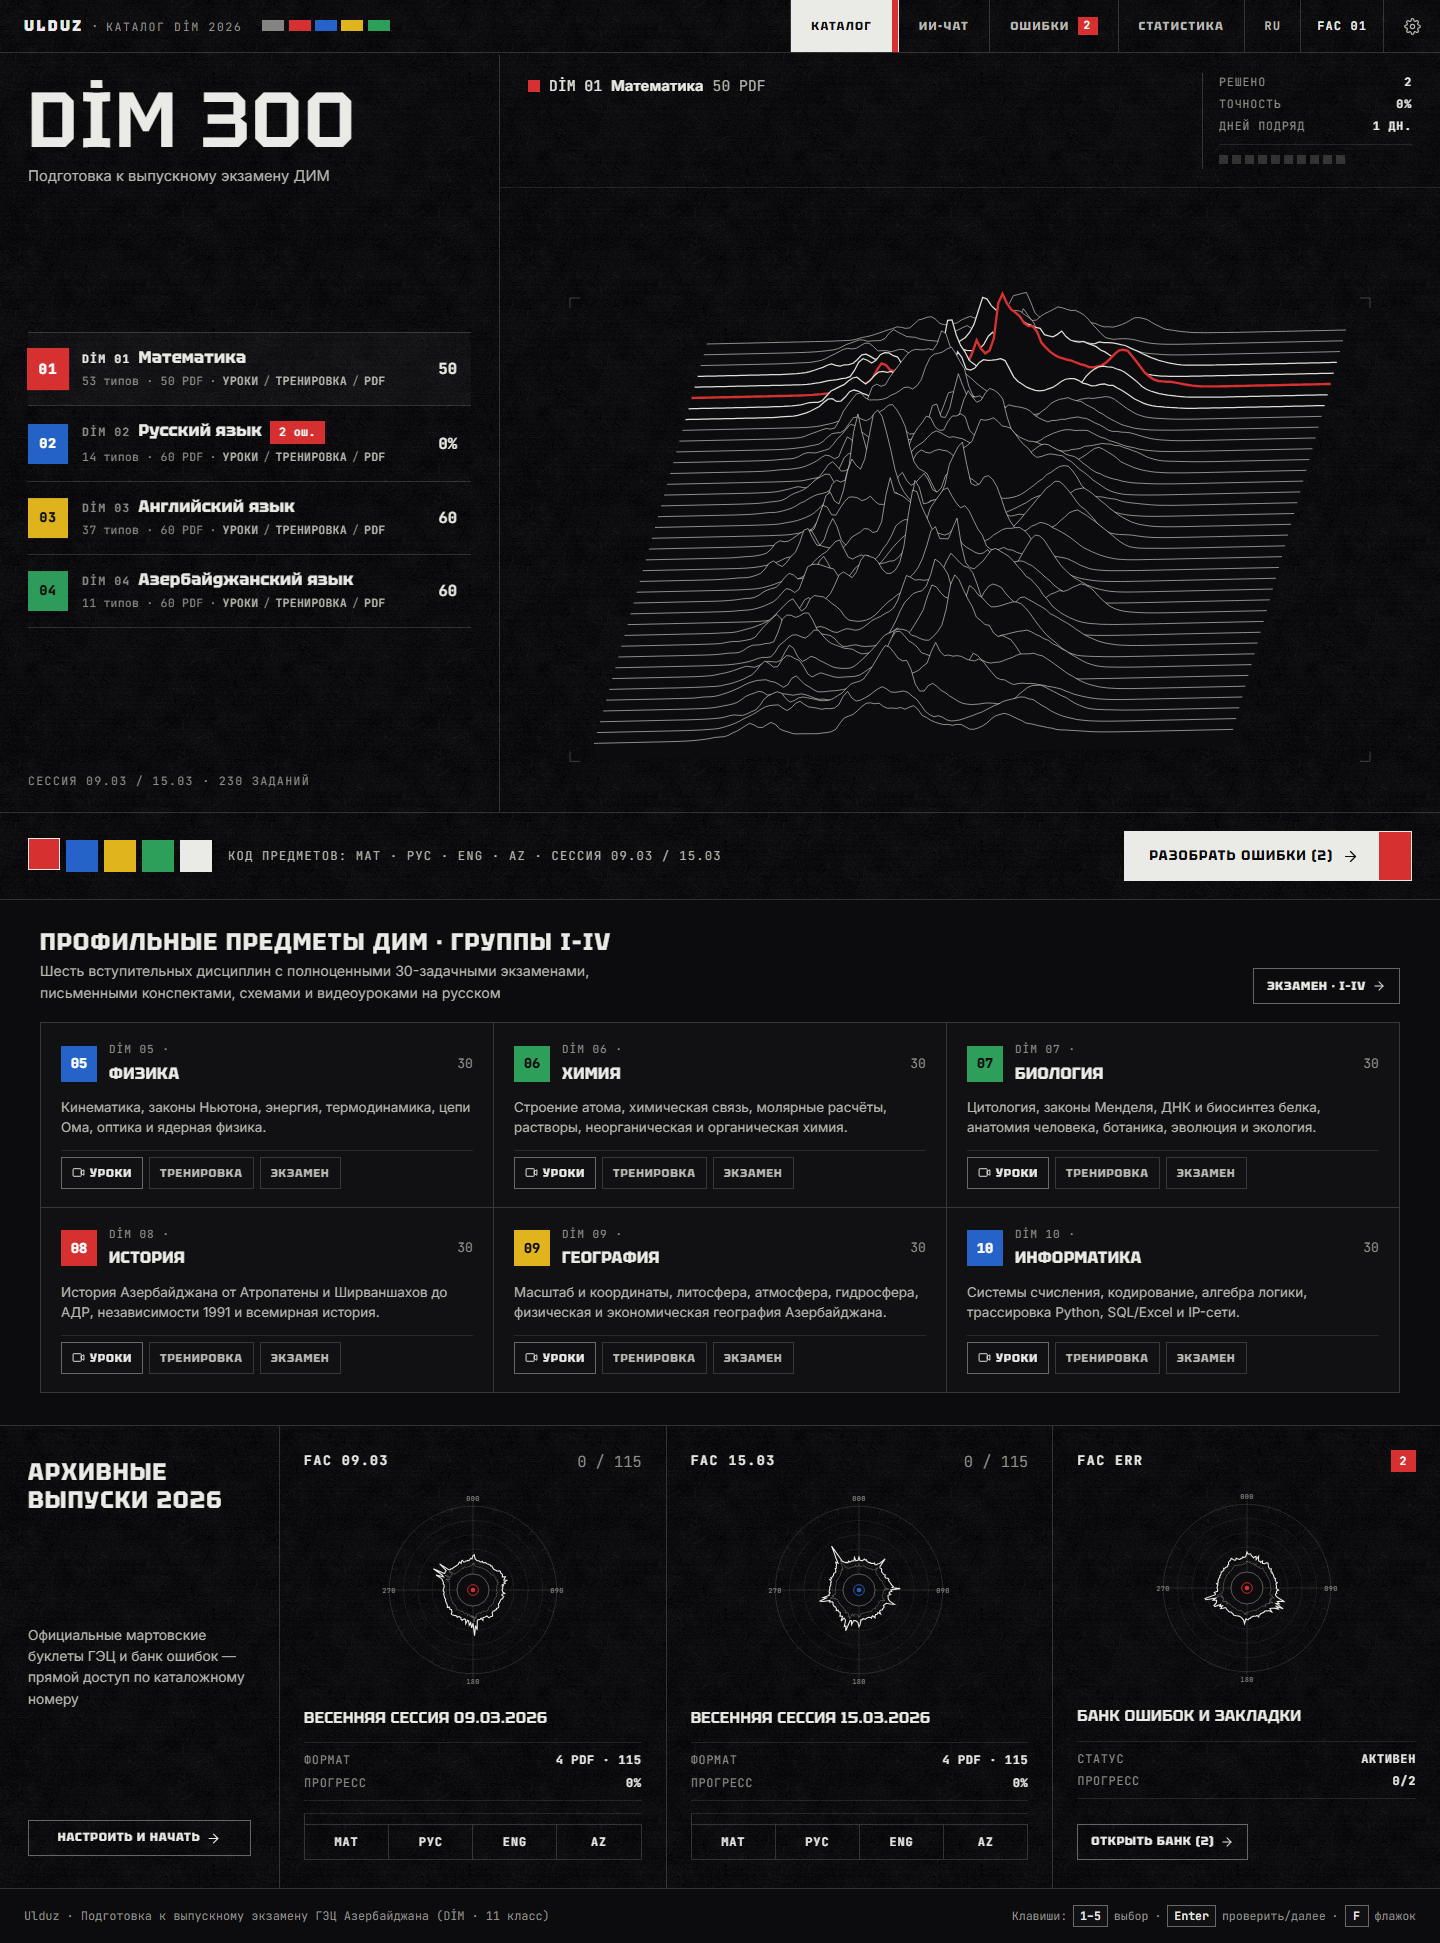 ULDUZ · КАТАЛОГ DİM 2026
КАТАЛОГ
ИИ-ЧАТ
ОШИБКИ 2
СТАТИСТИКА
RU
FAC 01
DİM 300
Подготовка к выпускному экзамену ДИМ
DİM 01 Математика 50 PDF
РЕШЕНО 2
ТОЧНОСТЬ 0%
ДНЕЙ ПОДРЯД 1 ДН.
01 DİM 01 Математика 50
53 типов · 50 PDF · УРОКИ / ТРЕНИРОВКА / PDF
02 DİM 02 Русский язык 2 ош. 0%
14 типов · 60 PDF · УРОКИ / ТРЕНИРОВКА / PDF
03 DİM 03 Английский язык 60
37 типов · 60 PDF · УРОКИ / ТРЕНИРОВКА / PDF
04 DİM 04 Азербайджанский язык 60
11 типов · 60 PDF · УРОКИ / ТРЕНИРОВКА / PDF
СЕССИЯ 09.03 / 15.03 · 230 ЗАДАНИЙ
КОД ПРЕДМЕТОВ: МАТ · РУС · ENG · AZ · СЕССИЯ 09.03 / 15.03
РАЗОБРАТЬ ОШИБКИ (2) →
ПРОФИЛЬНЫЕ ПРЕДМЕТЫ ДИМ · ГРУППЫ I-IV
Шесть вступительных дисциплин с полноценными 30-задачными экзаменами,
письменными конспектами, схемами и видеоуроками на русском
ЭКЗАМЕН · I-IV →
05 DİM 05 · 30
ФИЗИКА
Кинематика, законы Ньютона, энергия, термодинамика, цепи
Ома, оптика и ядерная физика.
УРОКИ ТРЕНИРОВКА ЭКЗАМЕН
06 DİM 06 · 30
ХИМИЯ
Строение атома, химическая связь, молярные расчёты,
растворы, неорганическая и органическая химия.
УРОКИ ТРЕНИРОВКА ЭКЗАМЕН
07 DİM 07 · 30
БИОЛОГИЯ
Цитология, законы Менделя, ДНК и биосинтез белка,
анатомия человека, ботаника, эволюция и экология.
УРОКИ ТРЕНИРОВКА ЭКЗАМЕН
08 DİM 08 · 30
ИСТОРИЯ
История Азербайджана от Атропатены и Ширваншахов до
АДР, независимости 1991 и всемирная история.
УРОКИ ТРЕНИРОВКА ЭКЗАМЕН
09 DİM 09 · 30
ГЕОГРАФИЯ
Масштаб и координаты, литосфера, атмосфера, гидросфера,
физическая и экономическая география Азербайджана.
УРОКИ ТРЕНИРОВКА ЭКЗАМЕН
10 DİM 10 · 30
ИНФОРМАТИКА
Системы счисления, кодирование, алгебра логики,
трассировка Python, SQL/Excel и IP-сети.
УРОКИ ТРЕНИРОВКА ЭКЗАМЕН
АРХИВНЫЕ
ВЫПУСКИ 2026
Официальные мартовские
буклеты ГЭЦ и банк ошибок —
прямой доступ по каталожному
номеру
НАСТРОИТЬ И НАЧАТЬ →
FAC 09.03 0 / 115
000
270 090
180
ВЕСЕННЯЯ СЕССИЯ 09.03.2026
ФОРМАТ 4 PDF · 115
ПРОГРЕСС 0%
МАТ РУС ENG AZ
FAC 15.03 0 / 115
000
270 090
180
ВЕСЕННЯЯ СЕССИЯ 15.03.2026
ФОРМАТ 4 PDF · 115
ПРОГРЕСС 0%
МАТ РУС ENG AZ
FAC ERR 2
000
270 090
180
БАНК ОШИБОК И ЗАКЛАДКИ
СТАТУС АКТИВЕН
ПРОГРЕСС 0/2
ОТКРЫТЬ БАНК (2) →
Ulduz · Подготовка к выпускному экзамену ГЭЦ Азербайджана (DİM · 11 класс)
Клавиши: 1-5 выбор · Enter проверить/далее · F флажок